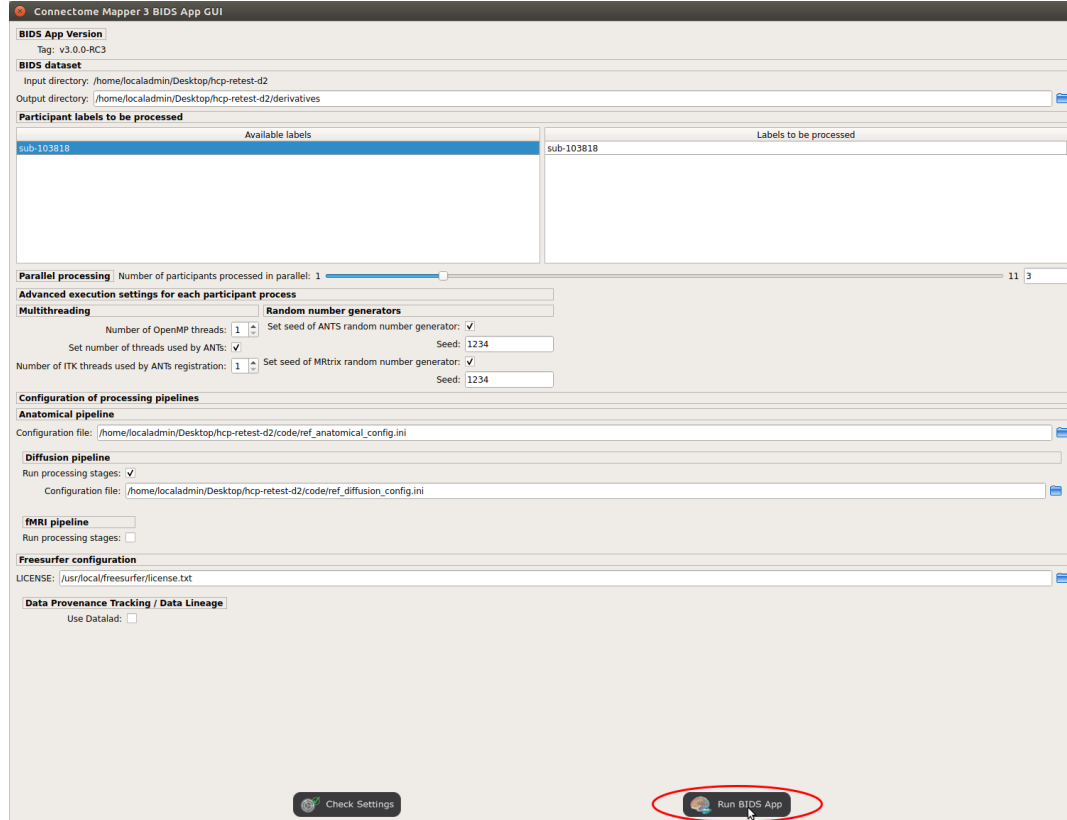 Connectome Mapper 3 BIDS App GUI
BIDS App Version
Tag: v3.0.0-RC3
BIDS dataset
Input directory: /home/localadmin/Desktop/hcp-retest-d2
Output directory: /home/localadmin/Desktop/hcp-retest-d2/derivatives
Participant labels to be processed
Available labels
sub-103818
Labels to be processed
sub-103818
Parallel processing Number of participants processed in parallel: 1 11 3
Advanced execution settings for each participant process
Multithreading
Number of OpenMP threads: 1
Set number of threads used by ANTs:
Number of ITK threads used by ANTs registration: 1
Random number generators
Set seed of ANTS random number generator:
Seed: 1234
Set seed of MRtrix random number generator:
Seed: 1234
Configuration of processing pipelines
Anatomical pipeline
Configuration file: /home/localadmin/Desktop/hcp-retest-d2/code/ref_anatomical_config.ini
Diffusion pipeline
Run processing stages:
Configuration file: /home/localadmin/Desktop/hcp-retest-d2/code/ref_diffusion_config.ini
fMRI pipeline
Run processing stages:
Freesurfer configuration
LICENSE: /usr/local/freesurfer/license.txt
Data Provenance Tracking / Data Lineage
Use Datalad:
Check Settings
Run BIDS App